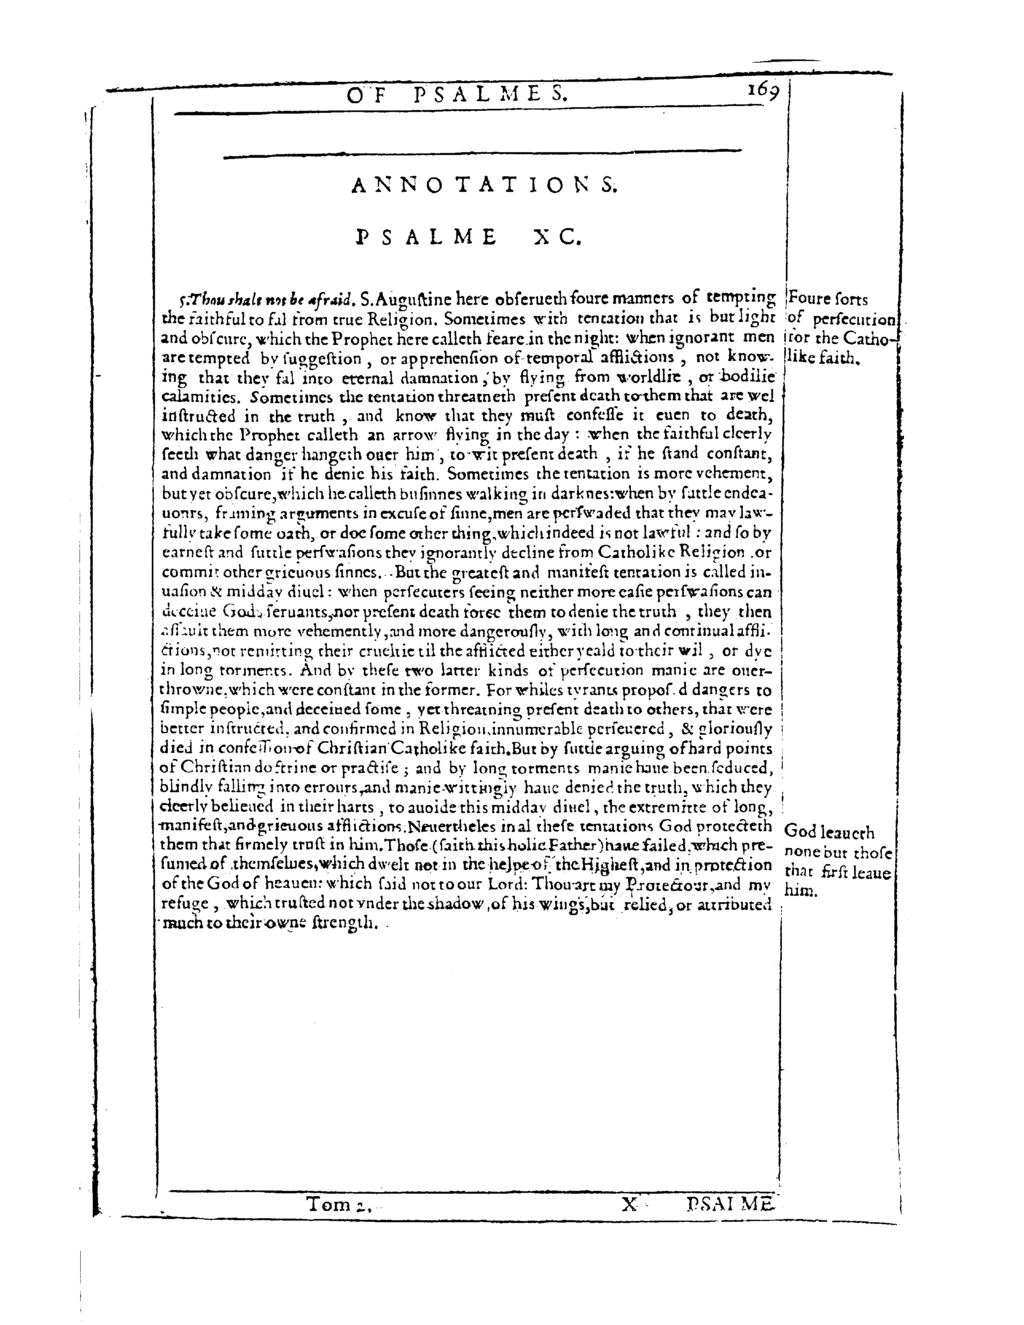 OF PSALMES. 169
ANNOTATIONS.
PSALME XC.
5. Thou shalt not be afraid. S. Auguſtine here obſerueth foure manners of tempting
the faithful to fal from true Religion. Sometimes with tentation that is but light
and obſcure, which the Prophet here calleth feare in the night: when ignorant men
are tempted by ſuggeſtion, or apprehenſion of temporal afflictions, not know-
ing that they fal into eternal damnation, by flying from worldlie, or bodilie
calamities. Sometimes the tentation threatneth preſent death to them that are wel
inſtructed in the truth, and know that they muſt confeſſe it euen to death,
which the Prophet calleth an arrow flying in the day: when the faithful cleerly
ſeeth what danger hangeth ouer him, to wit preſent death, if he ſtand conſtant,
and damnation if he denie his faith. Sometimes the tentation is more vehement,
but yet obſcure, which he calleth buſinnes walking in darknes: when by ſuttle endea-
uours, framing arguments in excuſe of ſinne, men are perſwaded that they may law-
fully take ſome oath, or doe ſome other thing, which indeed is not lawful: and ſo by
earneſt and ſuttle perſwaſions they ignorantly decline from Catholike Religion, or
commit other grieuous ſinnes. But the greateſt and manifeſt tentation is called in-
uaſion & midday diuel: when perſecuters ſeeing neither more eaſie perſwaſions can
deceiue Gods ſeruants, nor preſent death force them to denie the truth, they then
aſſault them more vehemently, and more dangerouſly, with long and continual affli-
ctions, not remitting their crueltie til the afflicted either yeald to their wil, or dye
in long torments. And by theſe two latter kinds of perſecution manie are ouer-
throwne, which were conſtant in the former. For whiles tyrants propoſed dangers to
ſimple people, and deceiued ſome, yet threatning preſent death to others, that were
better inſtructed, and confirmed in Religion, innumerable perſeuered, & gloriouſly
died in confeſſion of Chriſtian Catholike faith, But by ſuttle arguing of hard points
of Chriſtian doctrine or practiſe; and by long torments manie haue been ſeduced,
blindly falling into errours, and manie wittingly haue denied the truth, which they
cleerly belieued in their harts, to auoide this midday diuel, the extremitie of long,
manifeſt, and grieuous afflictions. Neuertheles in al theſe tentations God protecteth
them that firmely truſt in him. Thoſe (ſaith this holie Father) haue failed, which pre-
ſumed of themſelues, which dwelt not in the helpe of the Higheſt, and in protection
of the God of heauen: which ſaid not to our Lord: Thou art my Protectour, and my
refuge, which truſted not vnder the shadow, of his wings, but relied, or attributed
much to their owne ſtrength.
Foure ſorts
of perſecution
for the Catho-
like faith.
God leaueth
none but thoſe
that firſt leaue
him.
Tom 2. X PSALME